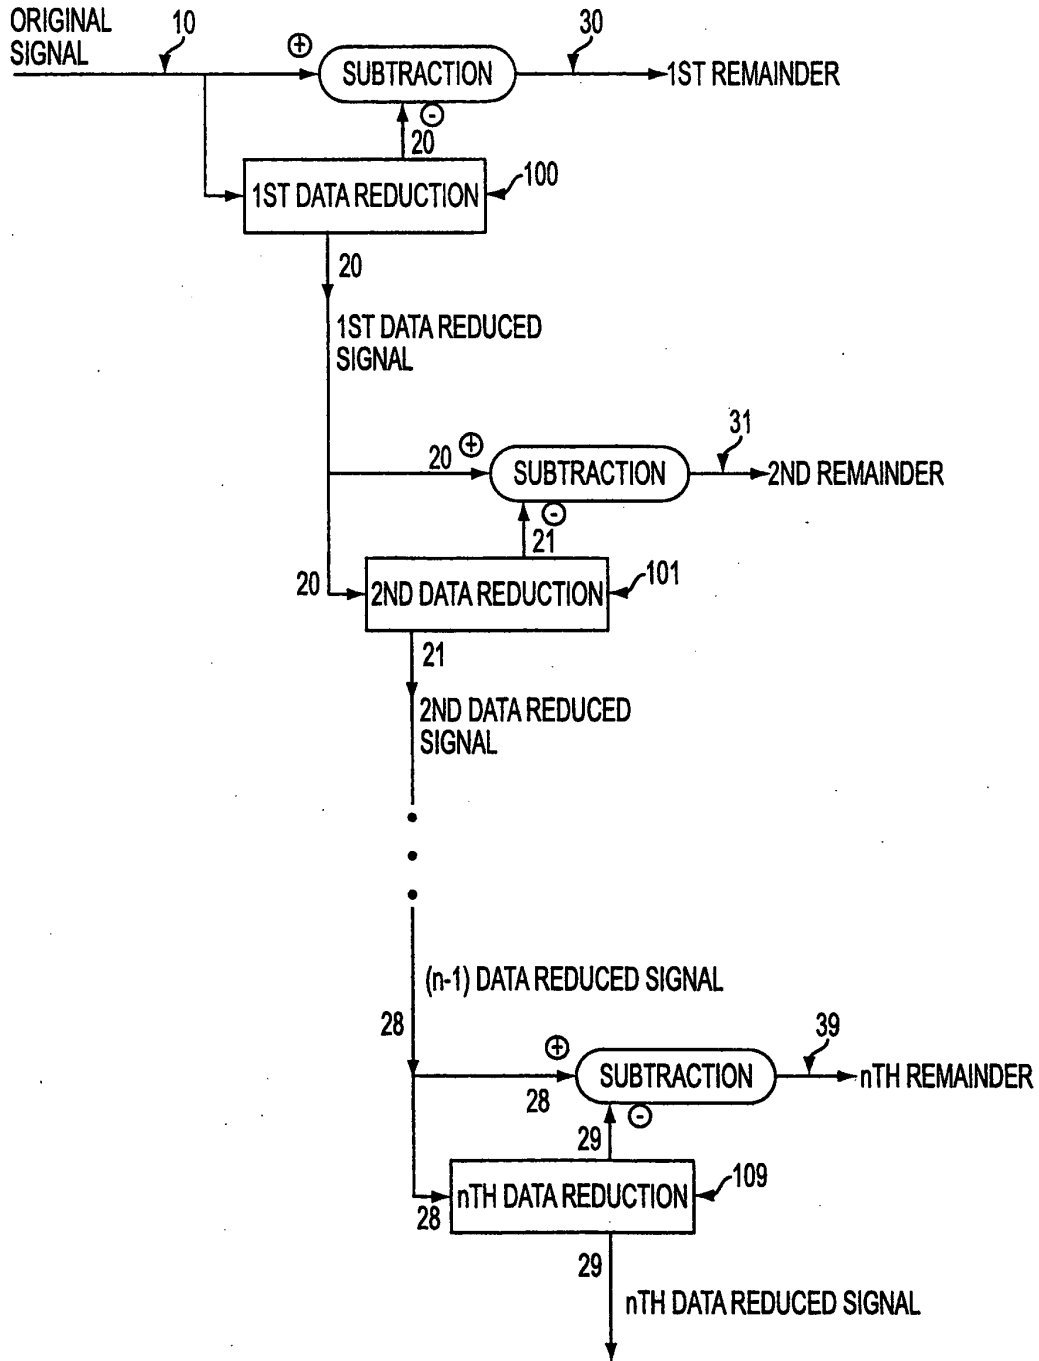 ORIGINAL
SIGNAL
10
⊕
SUBTRACTION
30
1ST REMAINDER
⊖
20
1ST DATA REDUCTION
100
20
1ST DATA REDUCED
SIGNAL
20
⊕
SUBTRACTION
31
2ND REMAINDER
⊖
21
20
2ND DATA REDUCTION
101
21
2ND DATA REDUCED
SIGNAL
(n-1) DATA REDUCED SIGNAL
28
⊕
28
SUBTRACTION
39
nTH REMAINDER
⊖
29
28
nTH DATA REDUCTION
109
29
nTH DATA REDUCED SIGNAL